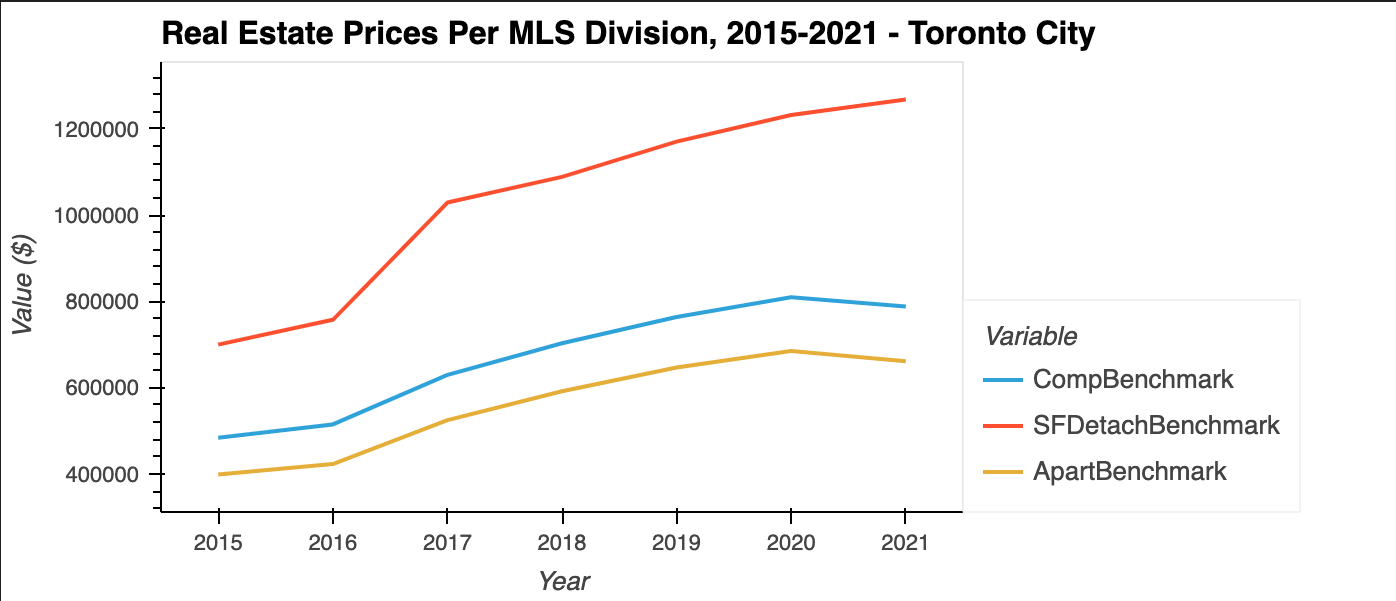 Real Estate Prices Per MLS Division, 2015-2021 - Toronto City
Value ($)
1200000
1000000
800000
600000
400000
2015 2016 2017 2018 2019 2020 2021
Year
Variable
CompBenchmark
SFDetachBenchmark
ApartBenchmark